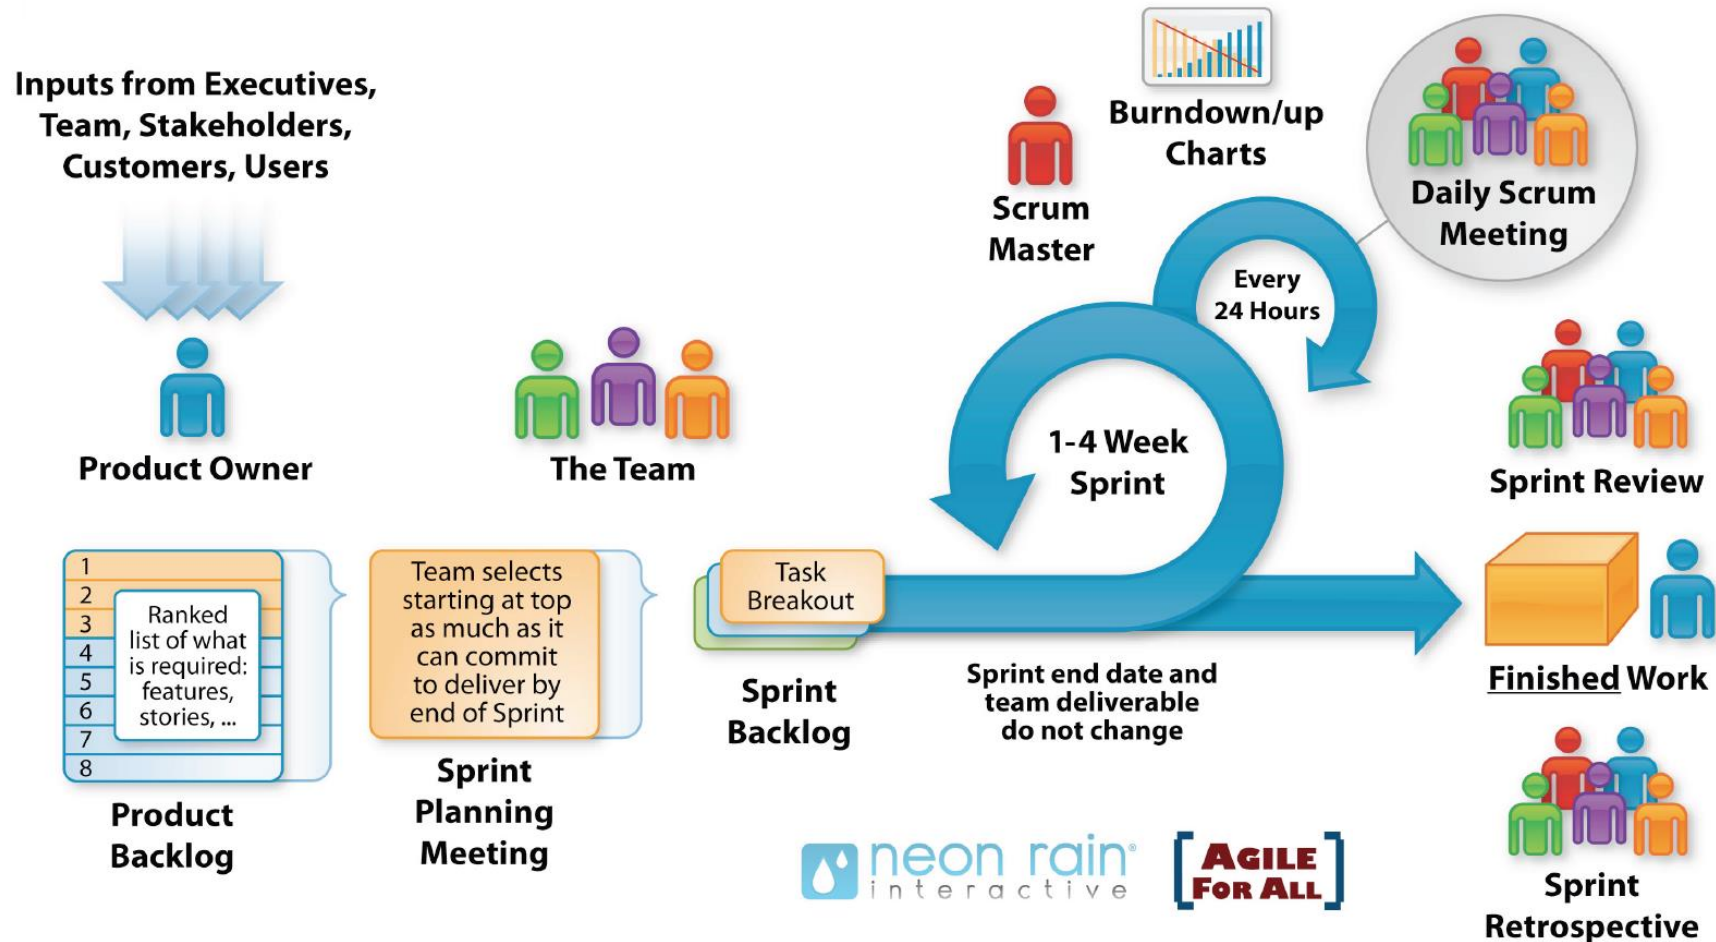 Inputs from Executives,
Team, Stakeholders,
Customers, Users
Product Owner
The Team
Scrum
Master
Burndown/up
Charts
Daily Scrum
Meeting
Every
24 Hours
1-4 Week
Sprint
Sprint Review
1
2
3
4
5
6
7
8
Ranked
list of what
is required:
features,
stories, ...
Product
Backlog
Team selects
starting at top
as much as it
can commit
to deliver by
end of Sprint
Sprint
Planning
Meeting
Task
Breakout
Sprint
Backlog
Sprint end date and
team deliverable
do not change
Finished Work
Sprint
Retrospective
neon rain®
interactive
AGILE
FOR ALL